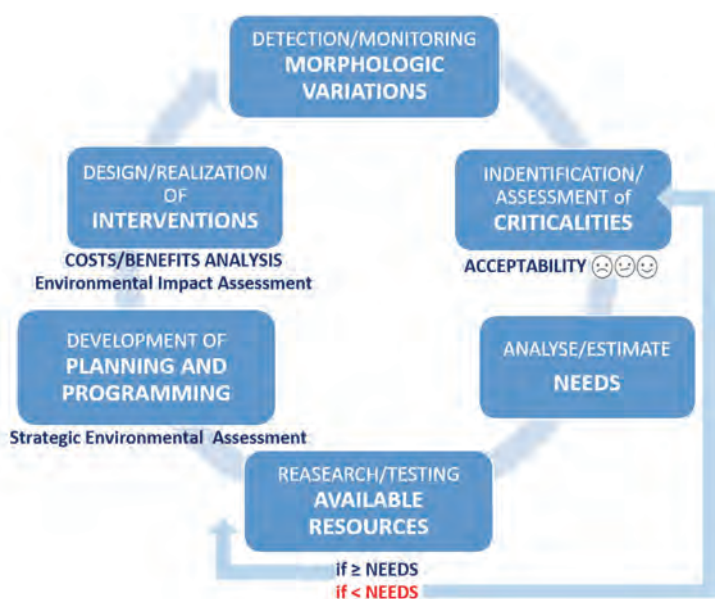 DETECTION/MONITORING
MORPHOLOGIC
VARIATIONS
INDENTIFICATION/
ASSESSMENT of
CRITICALITIES
ACCEPTABILITY
ANALYSE/ESTIMATE
NEEDS
REASEARCH/TESTING
AVAILABLE
RESOURCES
if ≥ NEEDS
if < NEEDS
DEVELOPMENT OF
PLANNING AND
PROGRAMMING
Strategic Environmental Assessment
DESIGN/REALIZATION
OF
INTERVENTIONS
COSTS/BENEFITS ANALYSIS
Environmental Impact Assessment